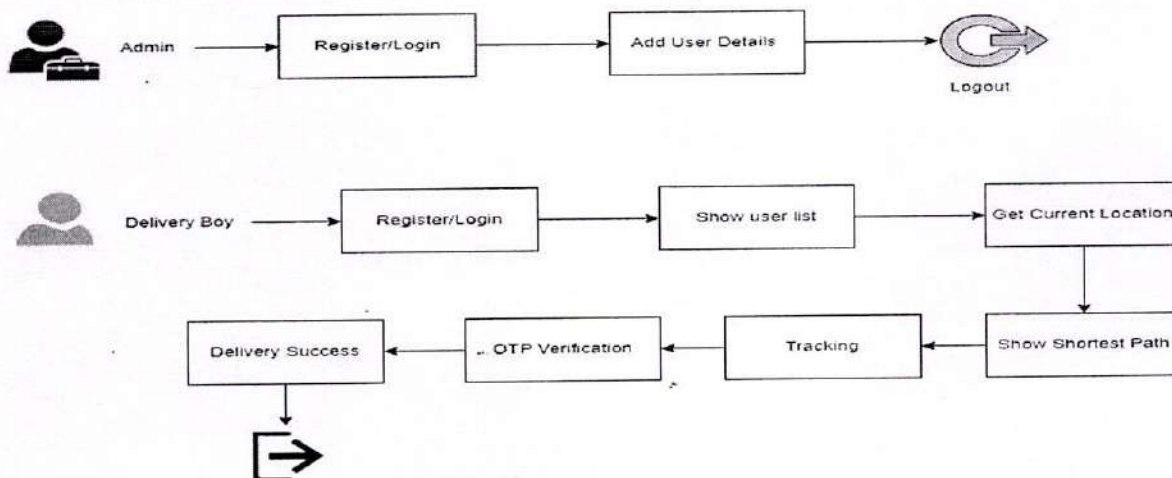 Admin
Register/Login
Add User Details
Logout
Delivery Boy
Register/Login
Show user list
Get Current Location
Delivery Success
OTP Verification
Tracking
Show Shortest Path